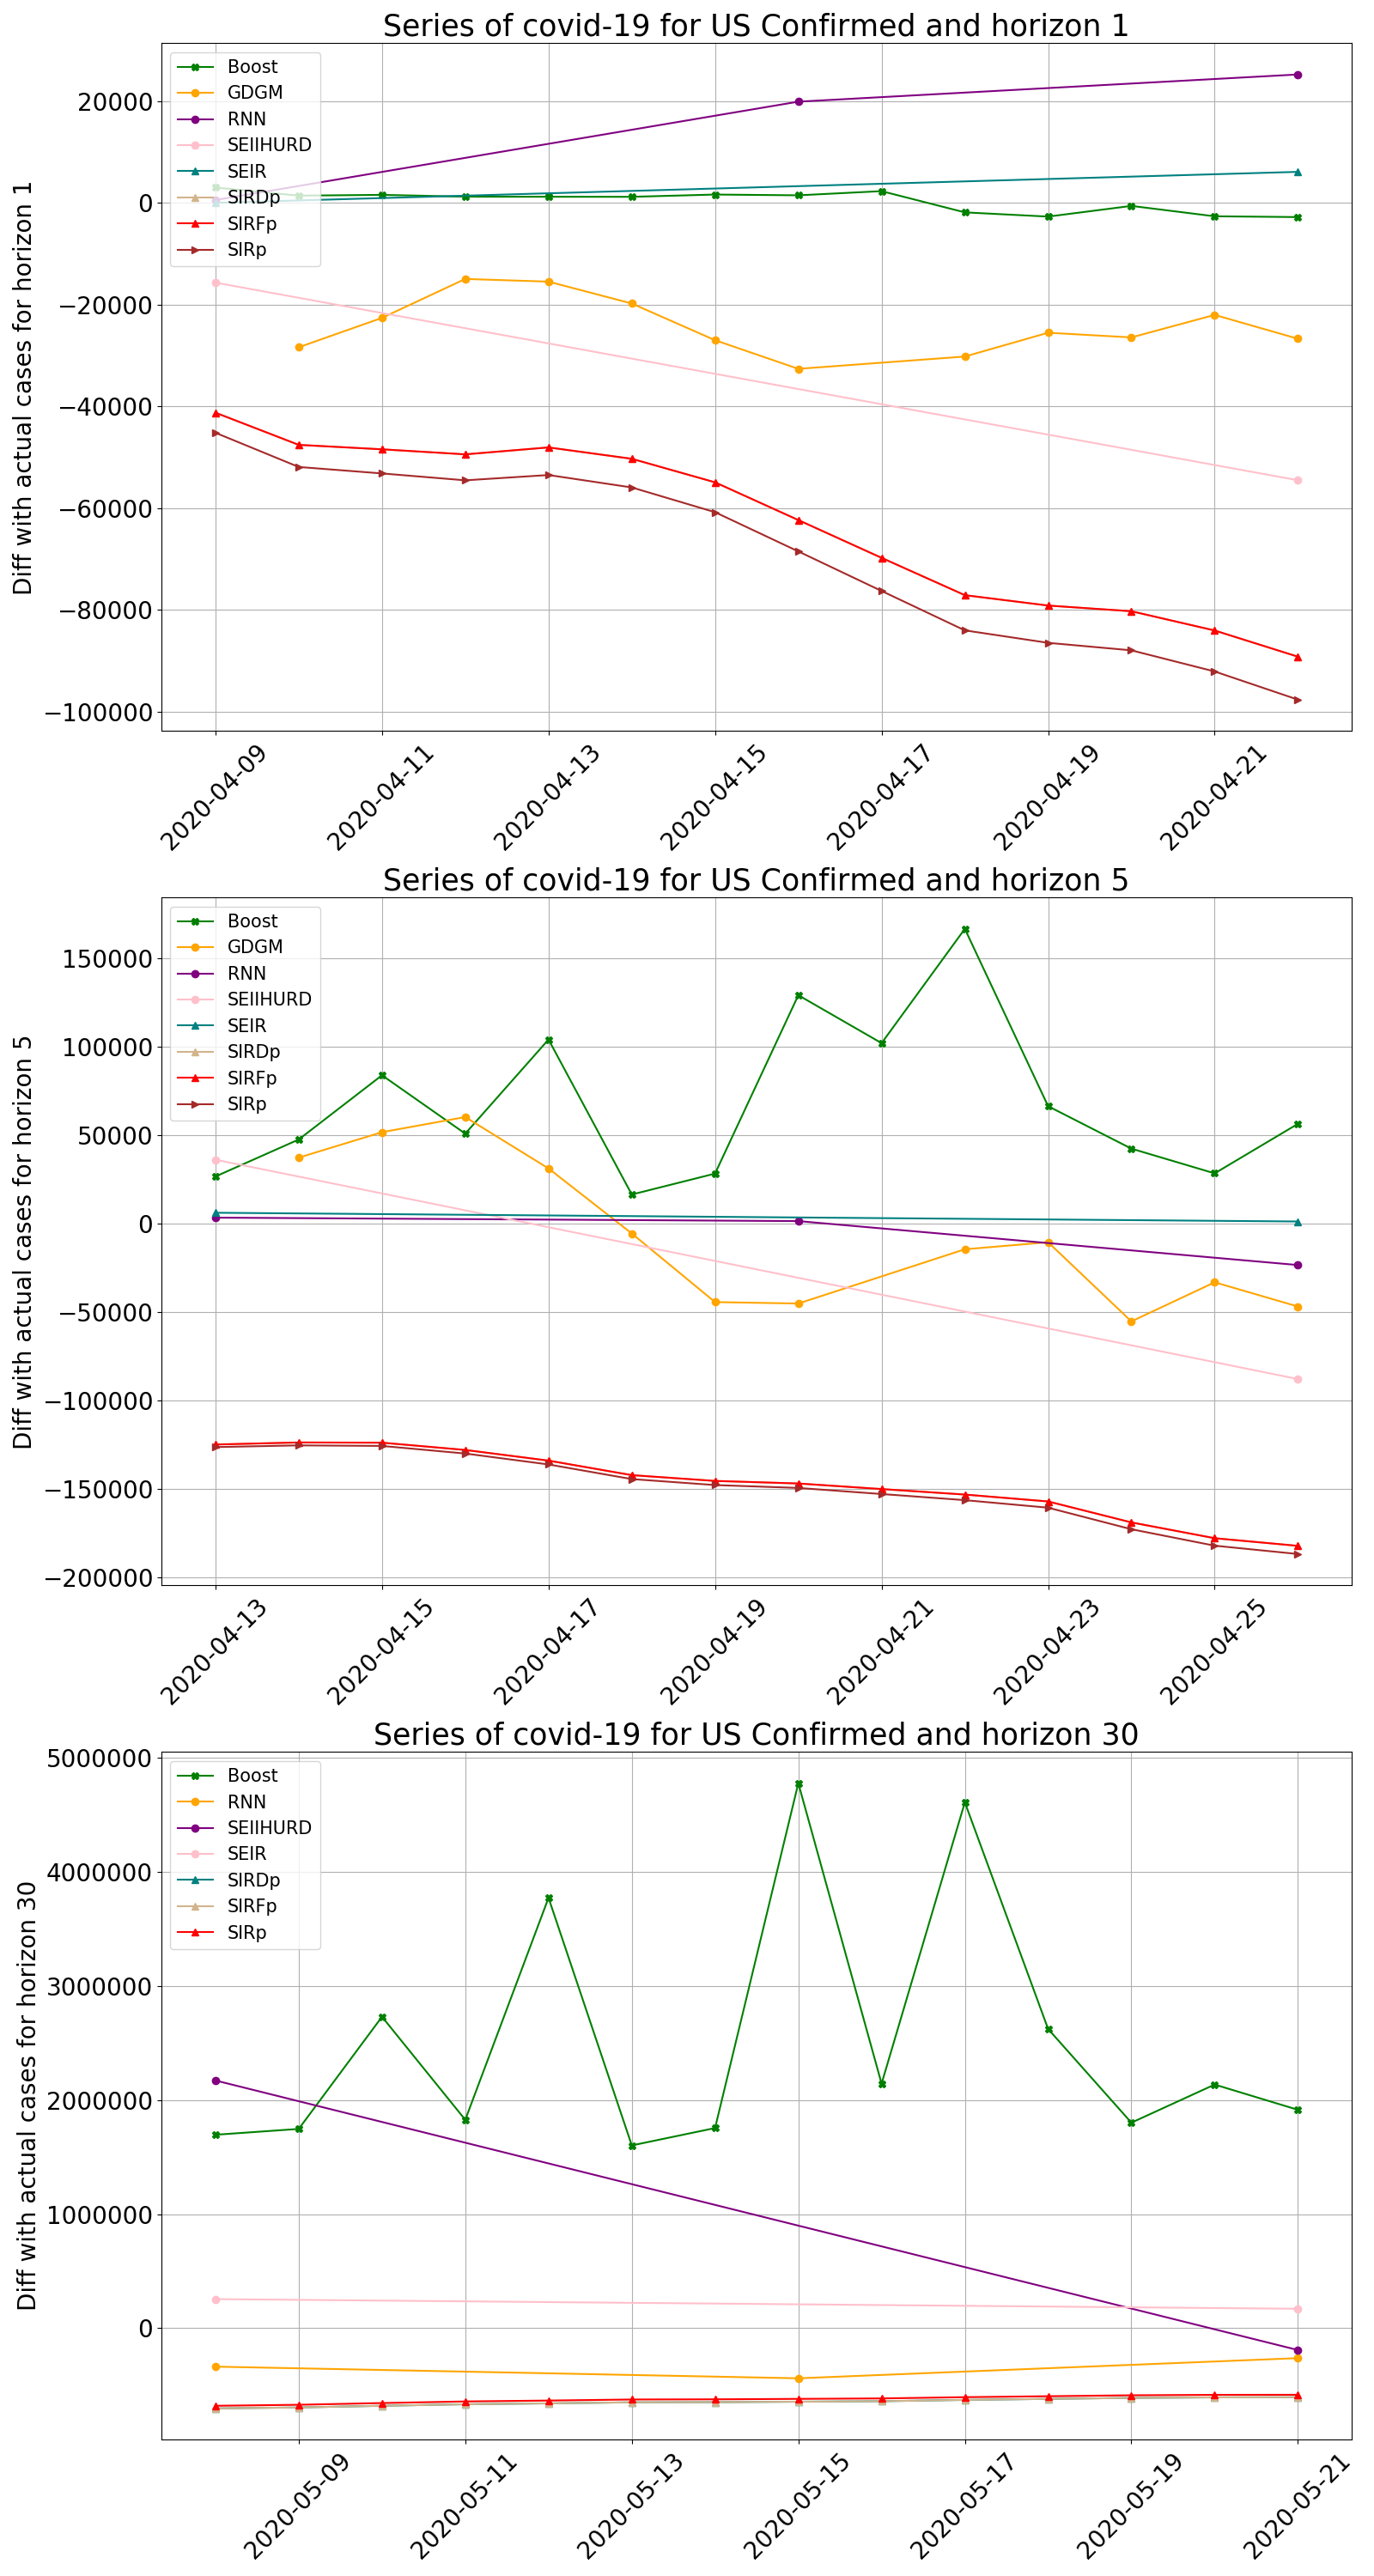 Series of covid-19 for US Confirmed and horizon 1
Diff with actual cases for horizon 1
Boost
GDGM
RNN
SEIIHURD
SEIR
SIRDp
SIRFp
SIRp
20000
0
−20000
−40000
−60000
−80000
−100000
2020-04-09
2020-04-11
2020-04-13
2020-04-15
2020-04-17
2020-04-19
2020-04-21
Series of covid-19 for US Confirmed and horizon 5
Diff with actual cases for horizon 5
Boost
GDGM
RNN
SEIIHURD
SEIR
SIRDp
SIRFp
SIRp
150000
100000
50000
0
−50000
−100000
−150000
−200000
2020-04-13
2020-04-15
2020-04-17
2020-04-19
2020-04-21
2020-04-23
2020-04-25
Series of covid-19 for US Confirmed and horizon 30
Diff with actual cases for horizon 30
Boost
RNN
SEIIHURD
SEIR
SIRDp
SIRFp
SIRp
5000000
4000000
3000000
2000000
1000000
0
2020-05-09
2020-05-11
2020-05-13
2020-05-15
2020-05-17
2020-05-19
2020-05-21